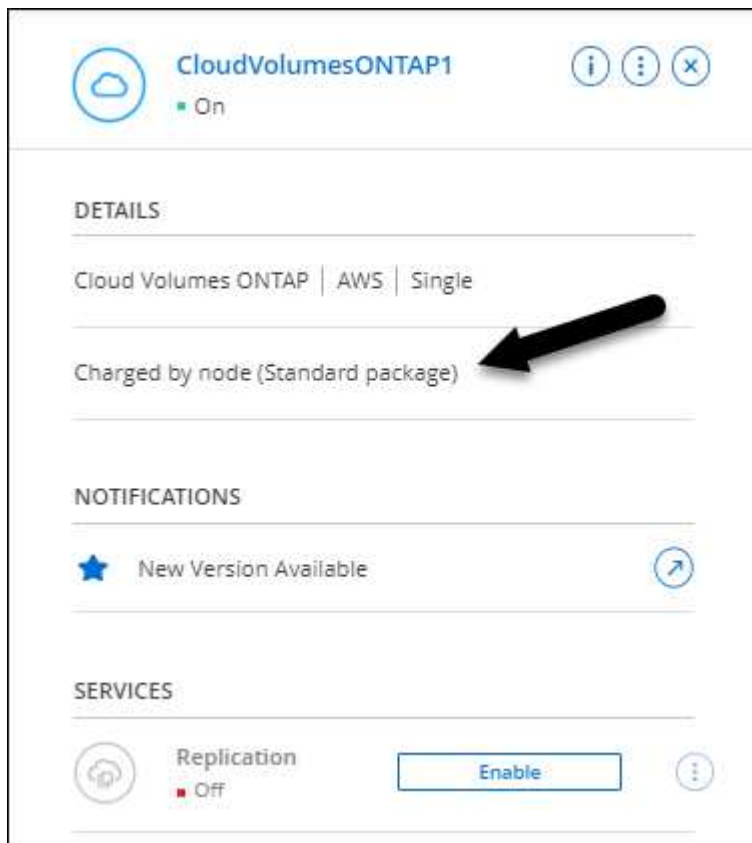 CloudVolumesONTAP1
On
DETAILS
Cloud Volumes ONTAP | AWS | Single
Charged by node (Standard package)
NOTIFICATIONS
New Version Available
SERVICES
Replication
Enable
Off